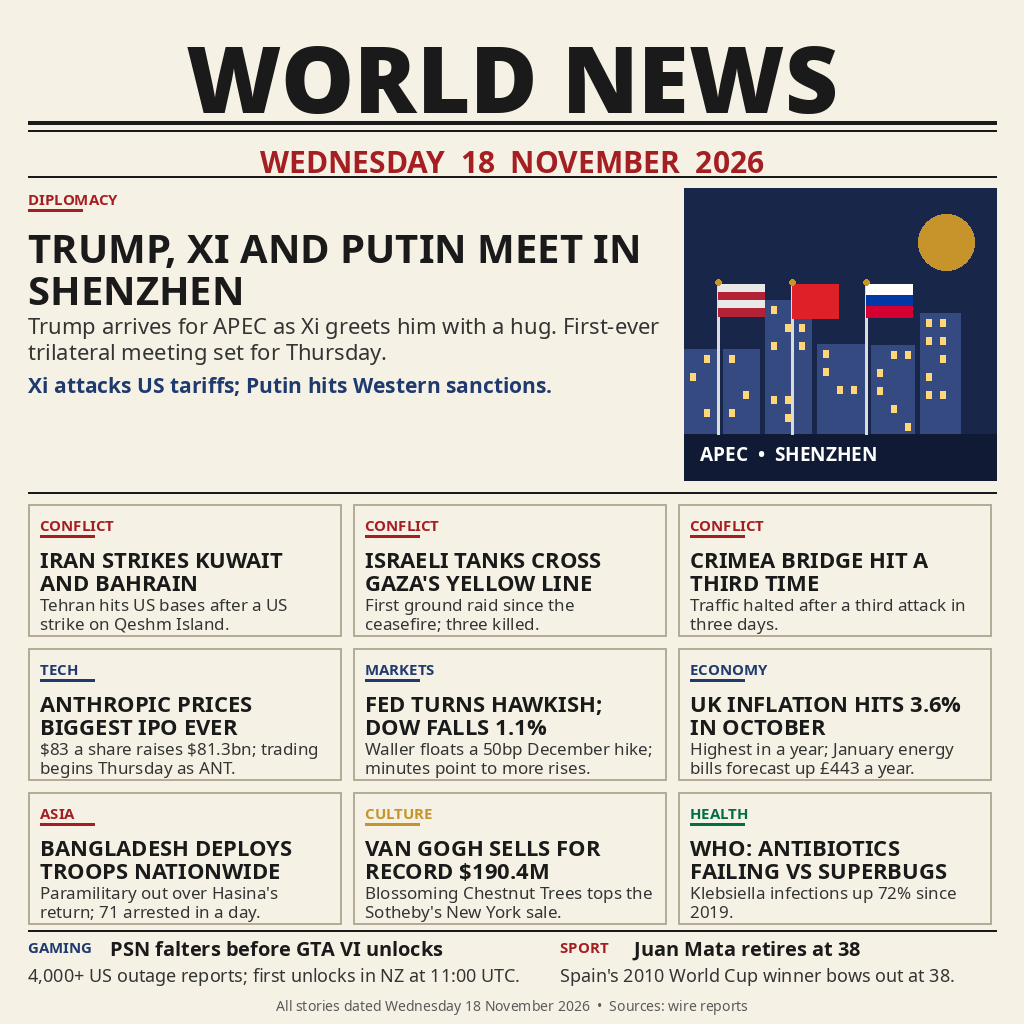 WORLD NEWS
WEDNESDAY 18 NOVEMBER 2026
DIPLOMACY
TRUMP, XI AND PUTIN MEET IN
SHENZHEN
Trump arrives for APEC as Xi greets him with a hug. First-ever
trilateral meeting set for Thursday.
Xi attacks US tariffs; Putin hits Western sanctions.
APEC • SHENZHEN
CONFLICT
IRAN STRIKES KUWAIT
AND BAHRAIN
Tehran hits US bases after a US
strike on Qeshm Island.
CONFLICT
ISRAELI TANKS CROSS
GAZA'S YELLOW LINE
First ground raid since the
ceasefire; three killed.
CONFLICT
CRIMEA BRIDGE HIT A
THIRD TIME
Traffic halted after a third attack in
three days.
TECH
ANTHROPIC PRICES
BIGGEST IPO EVER
$83 a share raises $81.3bn; trading
begins Thursday as ANT.
MARKETS
FED TURNS HAWKISH;
DOW FALLS 1.1%
Waller floats a 50bp December hike;
minutes point to more rises.
ECONOMY
UK INFLATION HITS 3.6%
IN OCTOBER
Highest in a year; January energy
bills forecast up £443 a year.
ASIA
BANGLADESH DEPLOYS
TROOPS NATIONWIDE
Paramilitary out over Hasina's
return; 71 arrested in a day.
CULTURE
VAN GOGH SELLS FOR
RECORD $190.4M
Blossoming Chestnut Trees tops the
Sotheby's New York sale.
HEALTH
WHO: ANTIBIOTICS
FAILING VS SUPERBUGS
Klebsiella infections up 72% since
2019.
GAMING PSN falters before GTA VI unlocks
4,000+ US outage reports; first unlocks in NZ at 11:00 UTC.
SPORT Juan Mata retires at 38
Spain's 2010 World Cup winner bows out at 38.
All stories dated Wednesday 18 November 2026 • Sources: wire reports